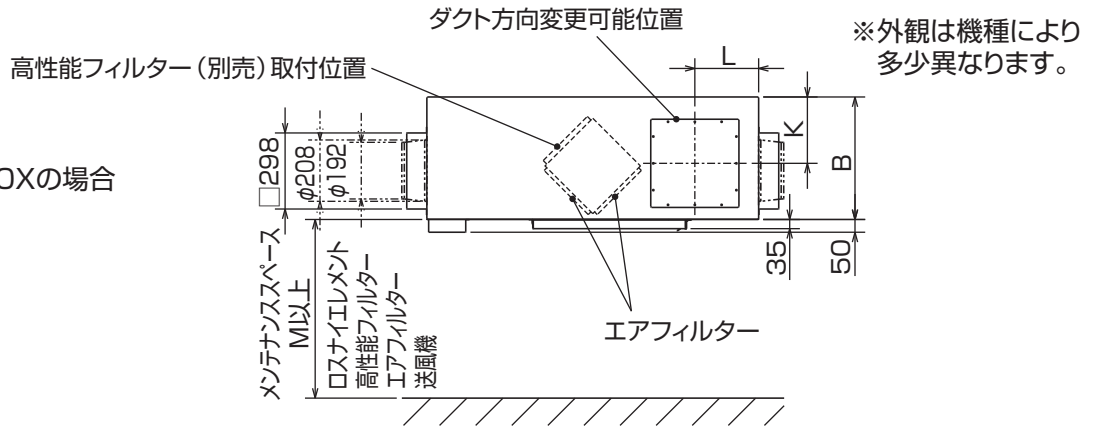 ダクト方向変更可能位置
※外観は機種により
多少異なります。
高性能フィルター（別売）取付位置
L
K
B
□298
φ208
φ192
OXの場合
35
50
メンテナンススペース
M以上
ロスナイエレメント
高性能フィルター
エアフィルター
送風機
エアフィルター